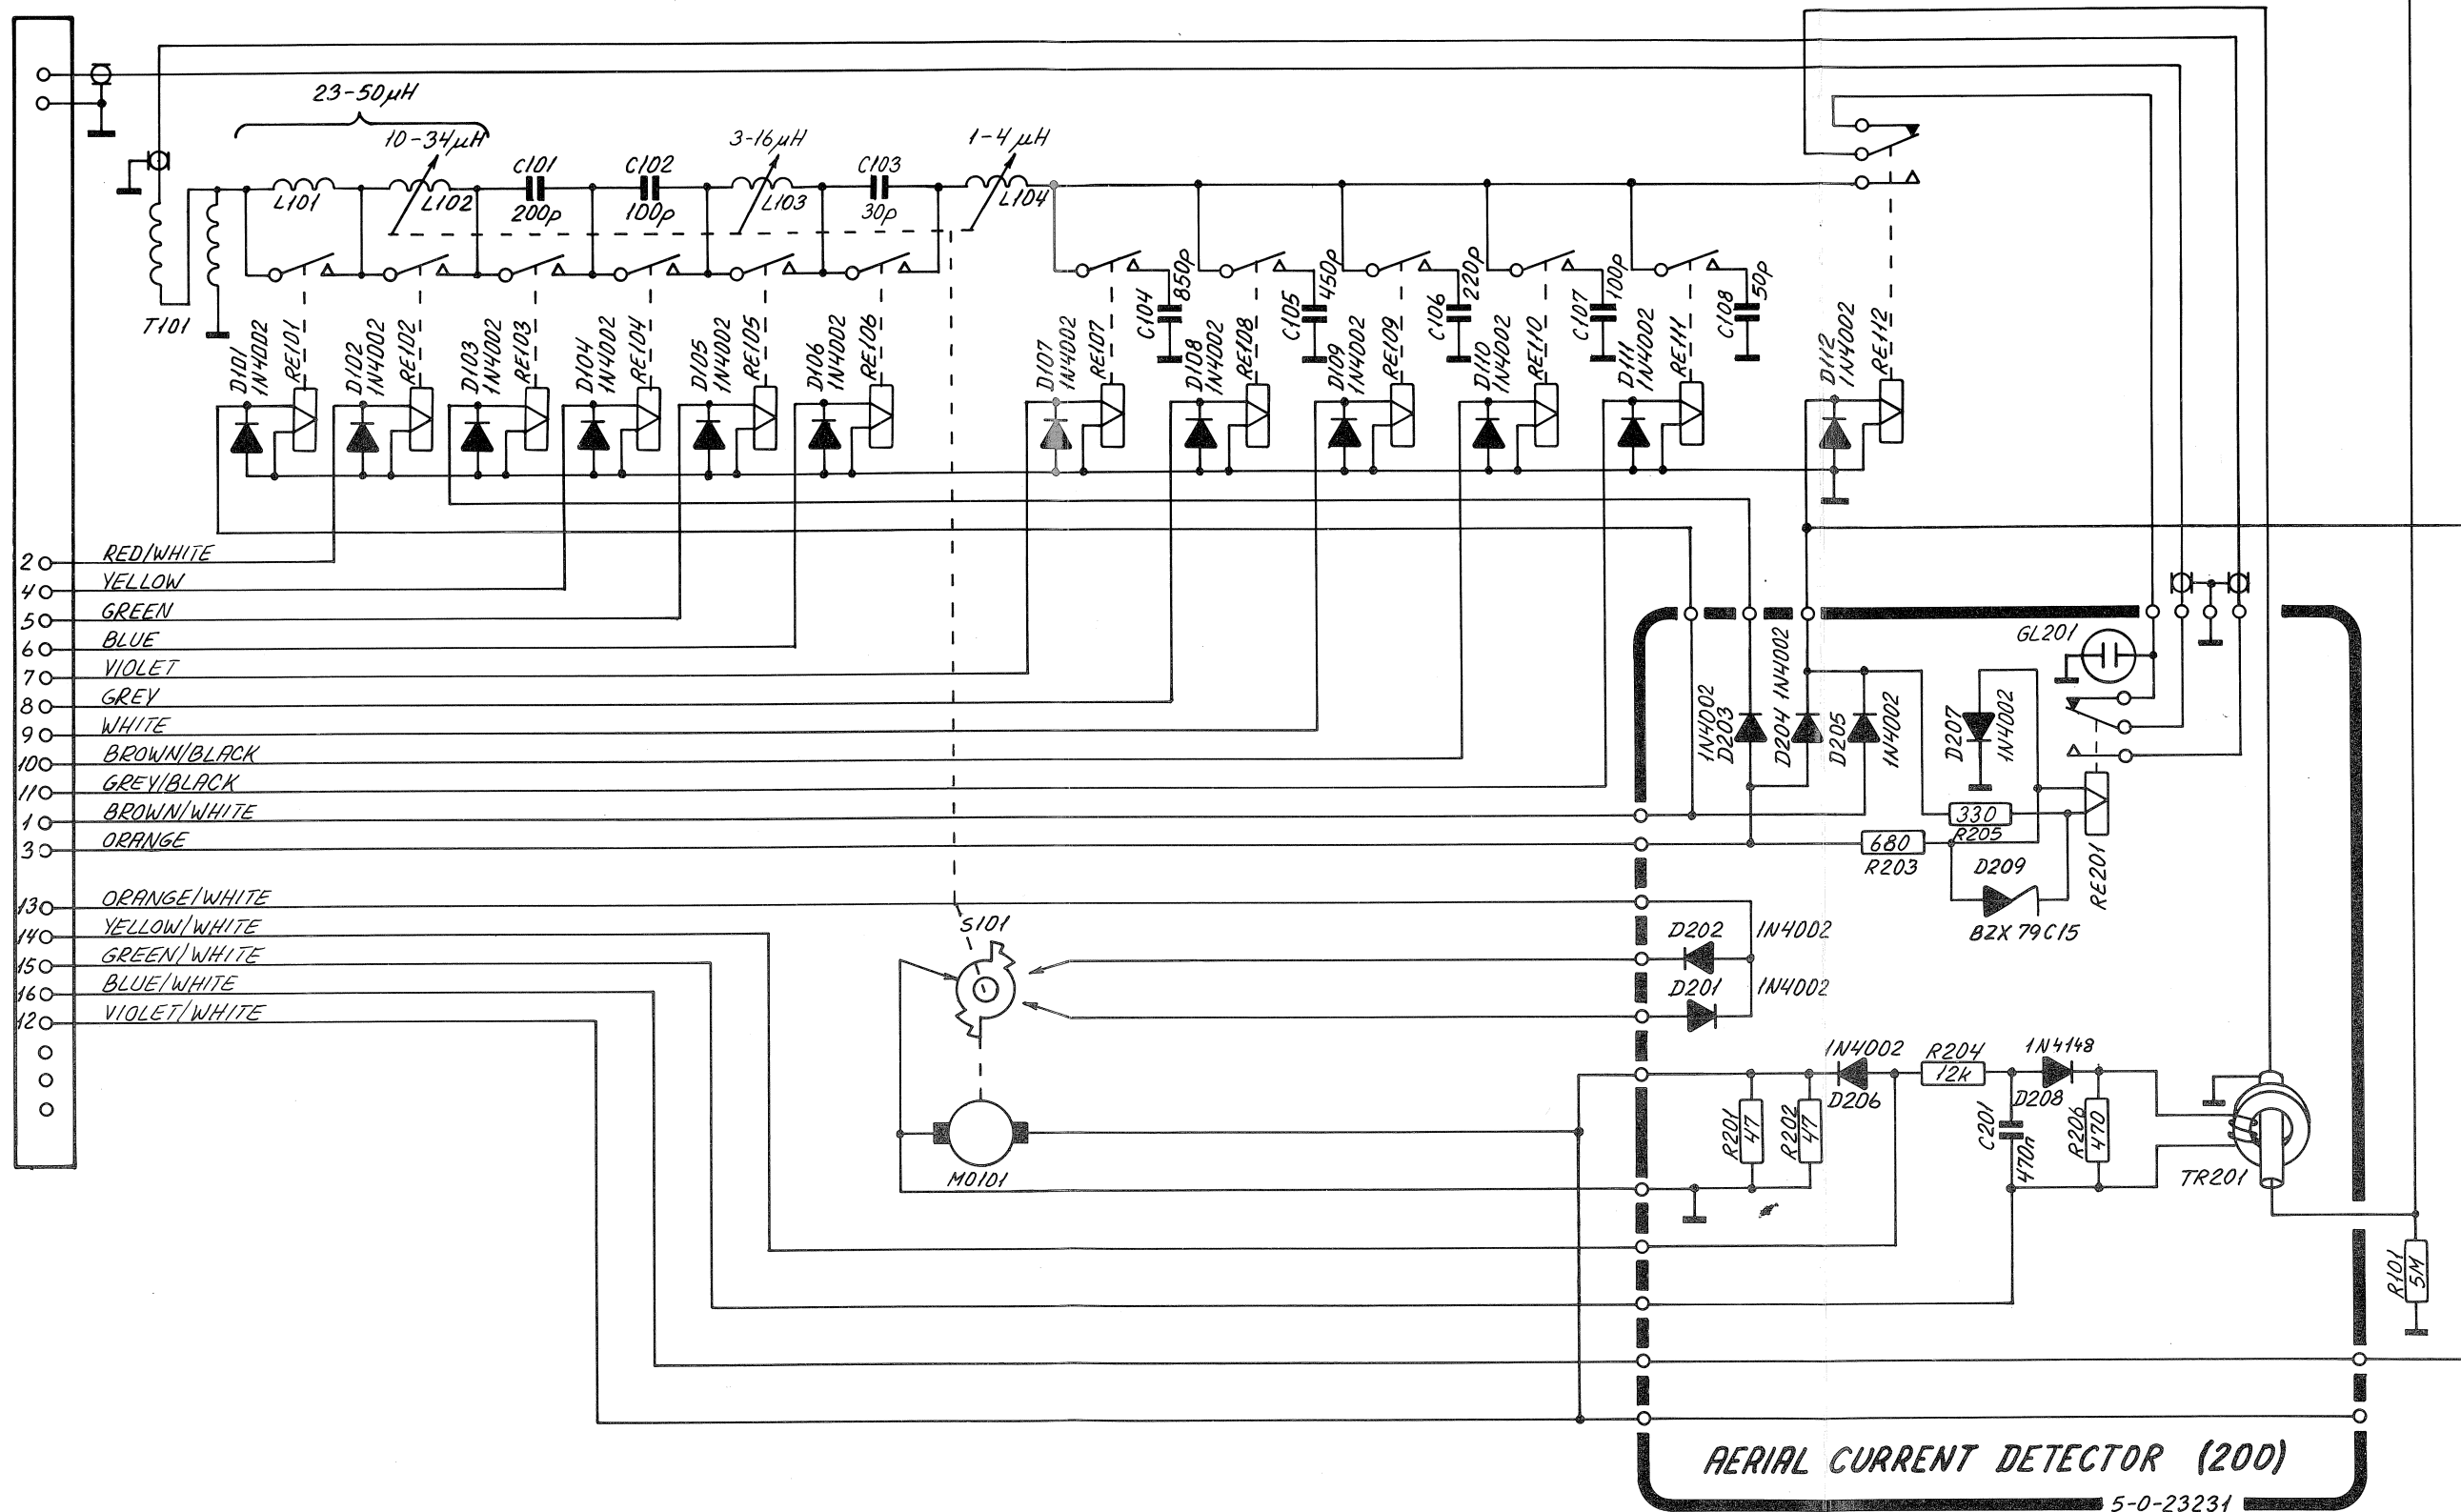 23-50µH
10-34µH
3-16µH
1-4µH
C101
C102
C103
L101
L102
200p
100p
L103
30p
L104
T101
D101
1N4002
RE101
D102
1N4002
RE102
D103
1N4002
RE103
D104
1N4002
RE104
D105
1N4002
RE105
D106
1N4002
RE106
D107
1N4002
RE107
C104
850p
D108
1N4002
RE108
C105
450p
D109
1N4002
RE109
C106
220p
D110
1N4002
RE110
C107
100p
D111
1N4002
RE111
C108
50p
D112
1N4002
RE112
2 RED/WHITE
4 YELLOW
5 GREEN
6 BLUE
7 VIOLET
8 GREY
9 WHITE
10 BROWN/BLACK
11 GREY/BLACK
1 BROWN/WHITE
3 ORANGE
13 ORANGE/WHITE
14 YELLOW/WHITE
15 GREEN/WHITE
16 BLUE/WHITE
12 VIOLET/WHITE
S101
MO101
GL201
1N4002
D203
D204 1N4002
D205
1N4002
D207
1N4002
330
R205
680
R203
D209
BZX 79 C15
RE201
D202 1N4002
D201 1N4002
1N4002
D206
R204
12k
1N4148
D208
R201
47
R202
47
C201
470n
R206
470
TR201
R101
5M
AERIAL CURRENT DETECTOR (200)
5-0-23231